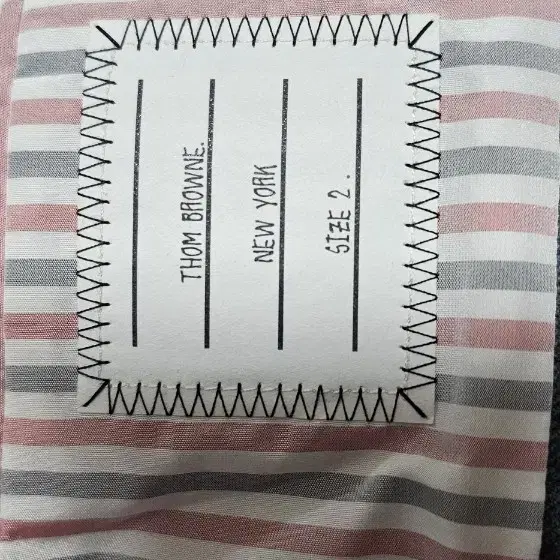 THOM BROWNE.
NEW YORK
SIZE 2.